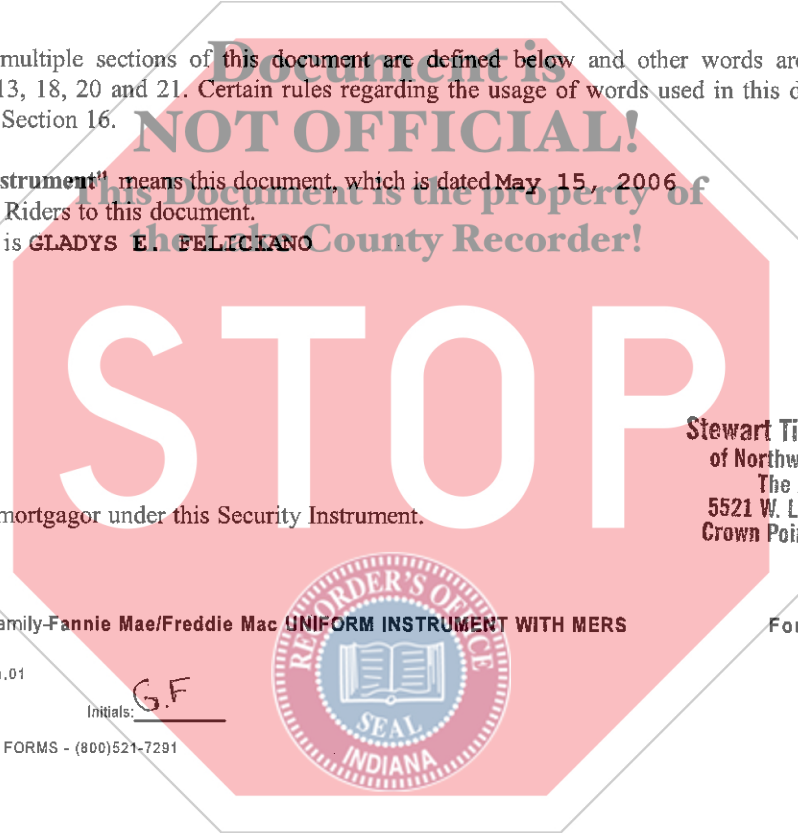 multiple sections of this document are defined below and other words are
13, 18, 20 and 21. Certain rules regarding the usage of words used in this d
Section 16.
Document is
NOT OFFICIAL!
This Document is the property of
the Lake County Recorder!
strument" means this document, which is dated May 15, 2006
Riders to this document.
is GLADYS E. FELICIANO
STOP
Stewart Ti
of Northw
The
5521 W. L
Crown Poi
mortgagor under this Security Instrument.
amily-Fannie Mae/Freddie Mac UNIFORM INSTRUMENT WITH MERS
For
.01
Initials: G.F
FORMS - (800)521-7291
RECORDER'S OFFICE
SEAL
INDIANA